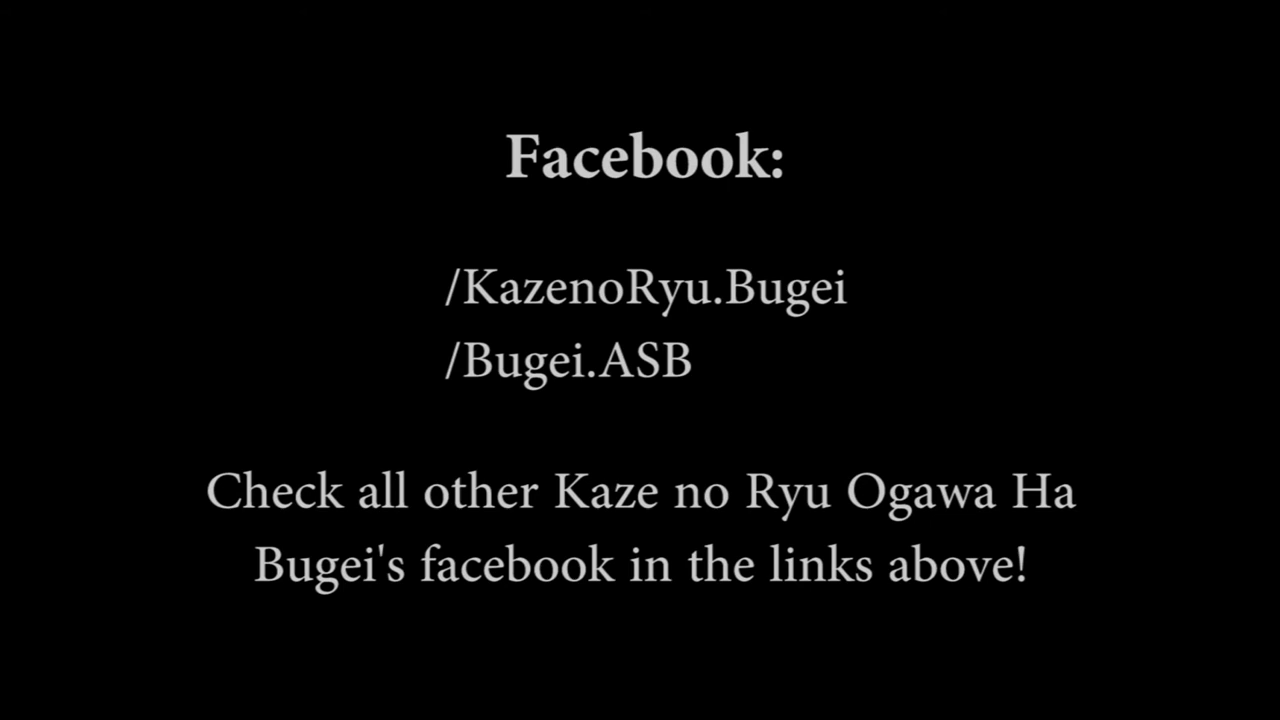 Facebook:
/KazenoRyu.Bugei
/Bugei.ASB
Check all other Kaze no Ryu Ogawa Ha
Bugei's facebook in the links above!